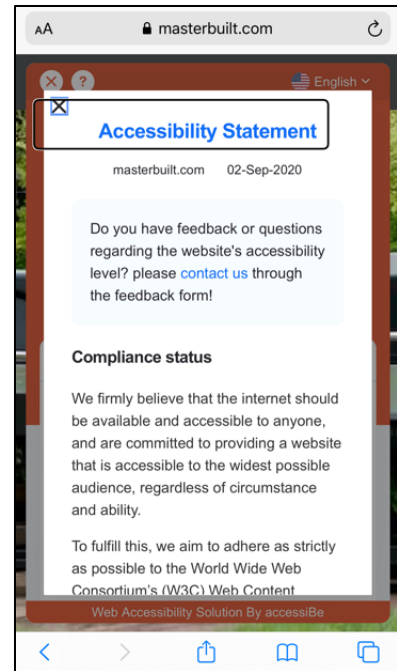 AA masterbuilt.com
English
Accessibility Statement
masterbuilt.com 02-Sep-2020
Do you have feedback or questions
regarding the website's accessibility
level? please contact us through
the feedback form!
Compliance status
We firmly believe that the internet should
be available and accessible to anyone,
and are committed to providing a website
that is accessible to the widest possible
audience, regardless of circumstance
and ability.
To fulfill this, we aim to adhere as strictly
as possible to the World Wide Web
Consortium's (W3C) Web Content
Web Accessibility Solution By accessiBe